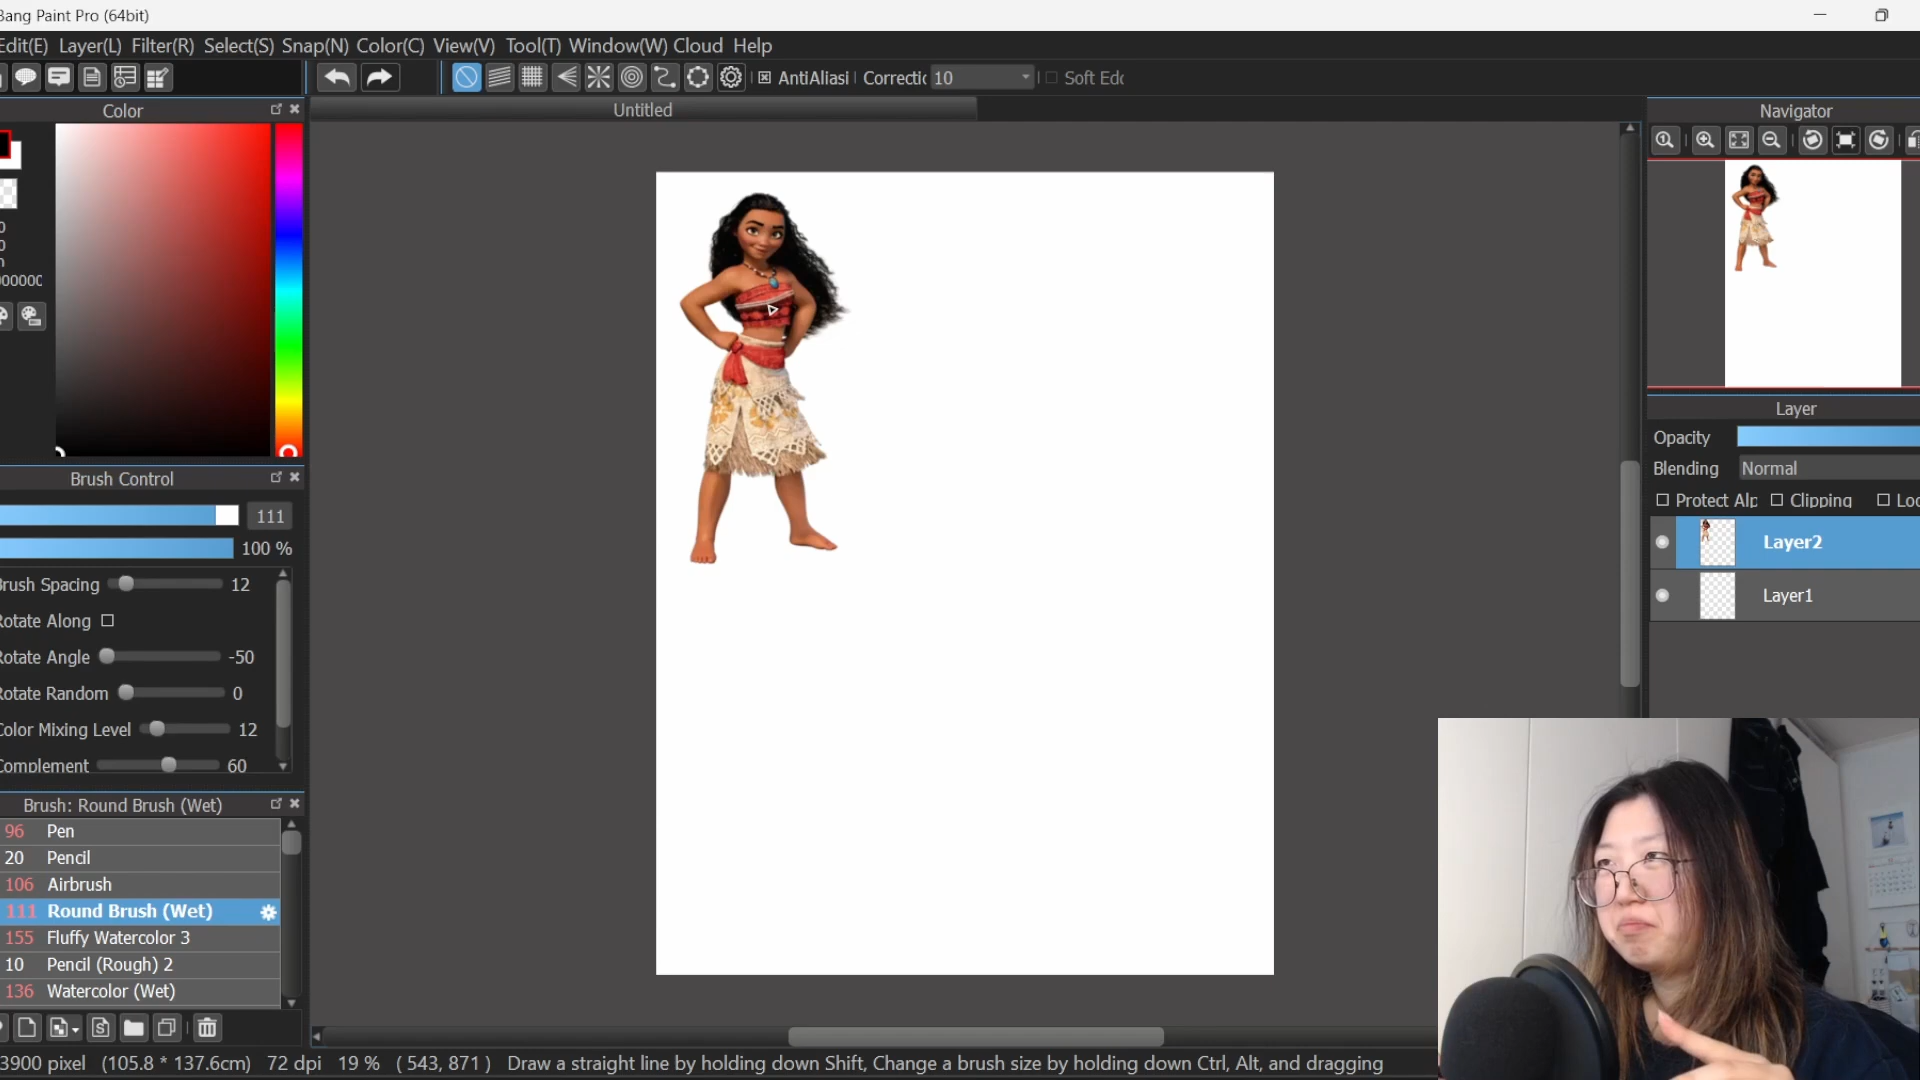 Bang Paint Pro (64bit)
Edit(E) Layer(L) Filter(R) Select(S) Snap(N) Color(C) View(V) Tool(T) Window(W) Cloud Help
AntiAliasi Correctic 10 Soft Edc
Color
Untitled
Navigator
0
0
000000
Layer
Opacity
Blending Normal
Protect Alp Clipping Loc
Layer2
Layer1
Brush Control
111
100 %
Brush Spacing 12
Rotate Along
Rotate Angle -50
Rotate Random 0
Color Mixing Level 12
Complement 60
Brush: Round Brush (Wet)
96 Pen
20 Pencil
106 Airbrush
111 Round Brush (Wet)
155 Fluffy Watercolor 3
10 Pencil (Rough) 2
136 Watercolor (Wet)
3900 pixel (105.8 * 137.6cm) 72 dpi 19 % ( 543, 871 ) Draw a straight line by holding down Shift, Change a brush size by holding down Ctrl, Alt, and dragging